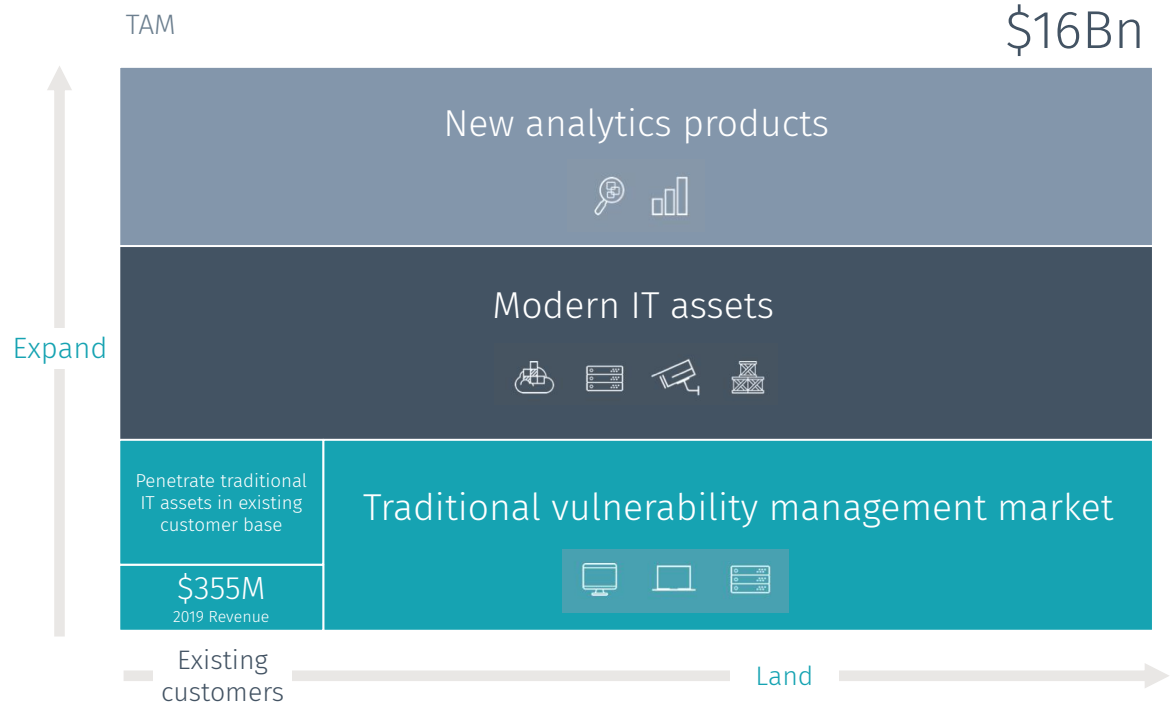 TAM
$16Bn
New analytics products
Modern IT assets
Expand
Penetrate traditional
IT assets in existing
customer base
Traditional vulnerability management market
$355M
2019 Revenue
Existing
customers
Land